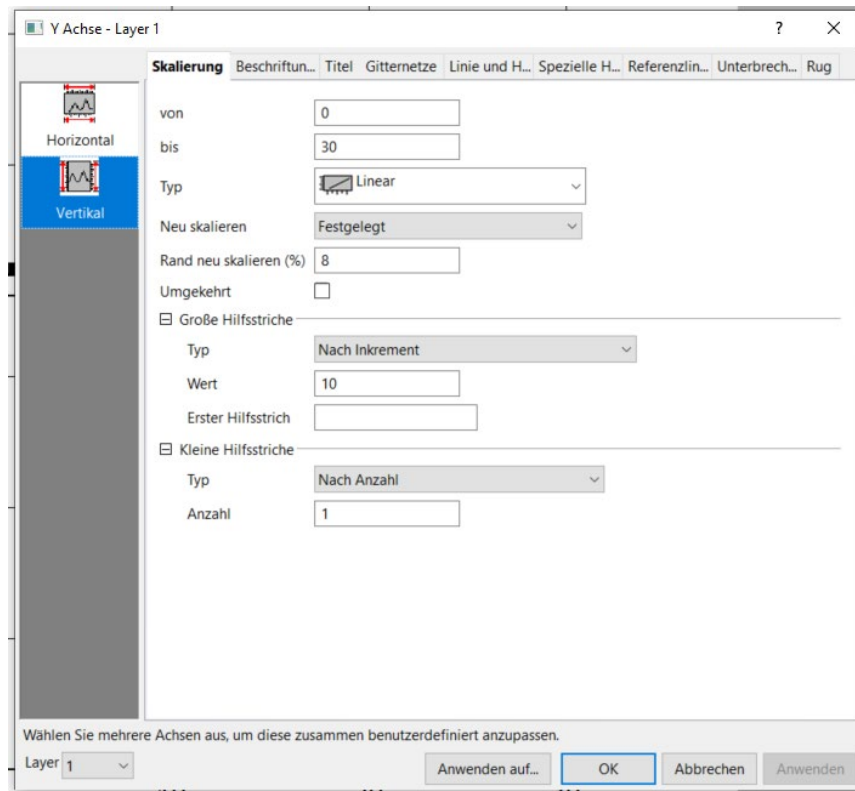 Y Achse - Layer 1
?
Skalierung Beschriftun... Titel Gitternetze Linie und H... Spezielle H... Referenzlin... Unterbrech... Rug
Horizontal
Vertikal
von 0
bis 30
Typ Linear
Neu skalieren Festgelegt
Rand neu skalieren (%) 8
Umgekehrt
Große Hilfsstriche
Typ Nach Inkrement
Wert 10
Erster Hilfsstrich
Kleine Hilfsstriche
Typ Nach Anzahl
Anzahl 1
Wählen Sie mehrere Achsen aus, um diese zusammen benutzerdefiniert anzupassen.
Layer 1 Anwenden auf... OK Abbrechen Anwenden